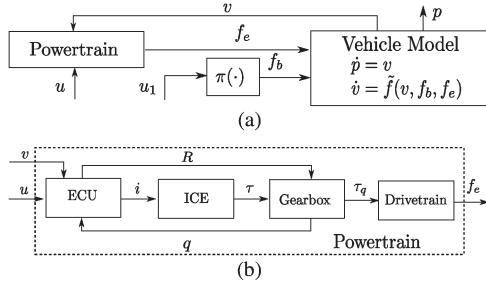 v
p
Powertrain
f_e
Vehicle Model
ṗ = v
v̇ = f̃(v, f_b, f_e)
u
u_1
π(·)
f_b
(a)
v
R
u
ECU
i
ICE
τ
Gearbox
τ_q
Drivetrain
f_e
q
Powertrain
(b)